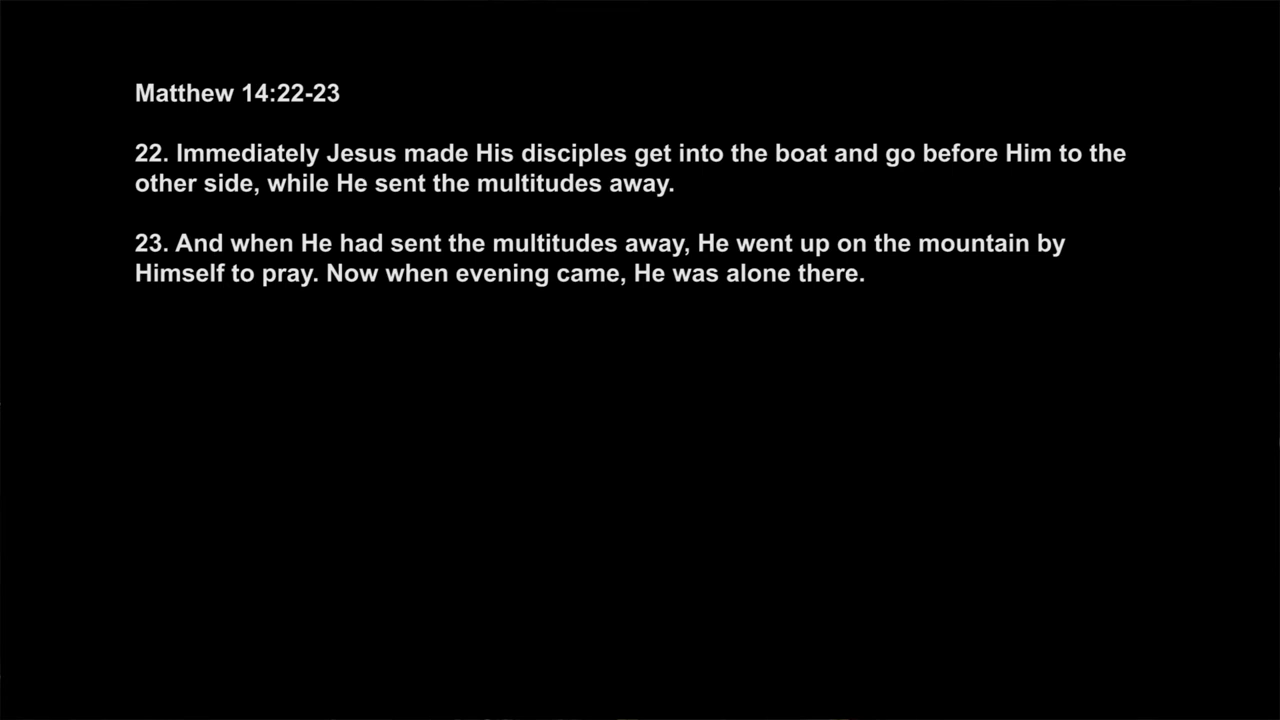 Matthew 14:22-23
22. Immediately Jesus made His disciples get into the boat and go before Him to the
other side, while He sent the multitudes away.
23. And when He had sent the multitudes away, He went up on the mountain by
Himself to pray. Now when evening came, He was alone there.